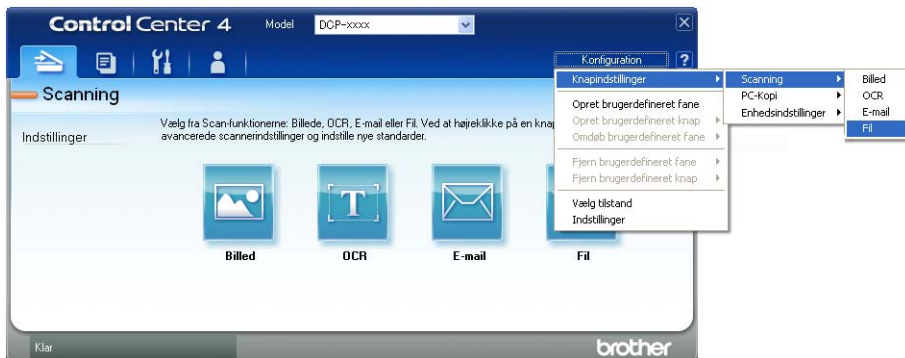 Control Center 4 Model DCP-xxxx
Konfiguration ?
Knapindstillinger
Opret brugerdefineret fane
Opret brugerdefineret knap
Omdøb brugerdefineret fane
Fjern brugerdefineret fane
Fjern brugerdefineret knap
Vælg tilstand
Indstillinger
Scanning
PC-Kopi
Enhedsindstillinger
Billed
OCR
E-mail
Fil
Scanning
Indstillinger
Vælg fra Scan-funktionerne: Billede, OCR, E-mail eller Fil. Ved at højreklikke på en knap
avancerede scannerindstillinger og indstille nye standarder.
T
Billed OCR E-mail Fil
Klar brother